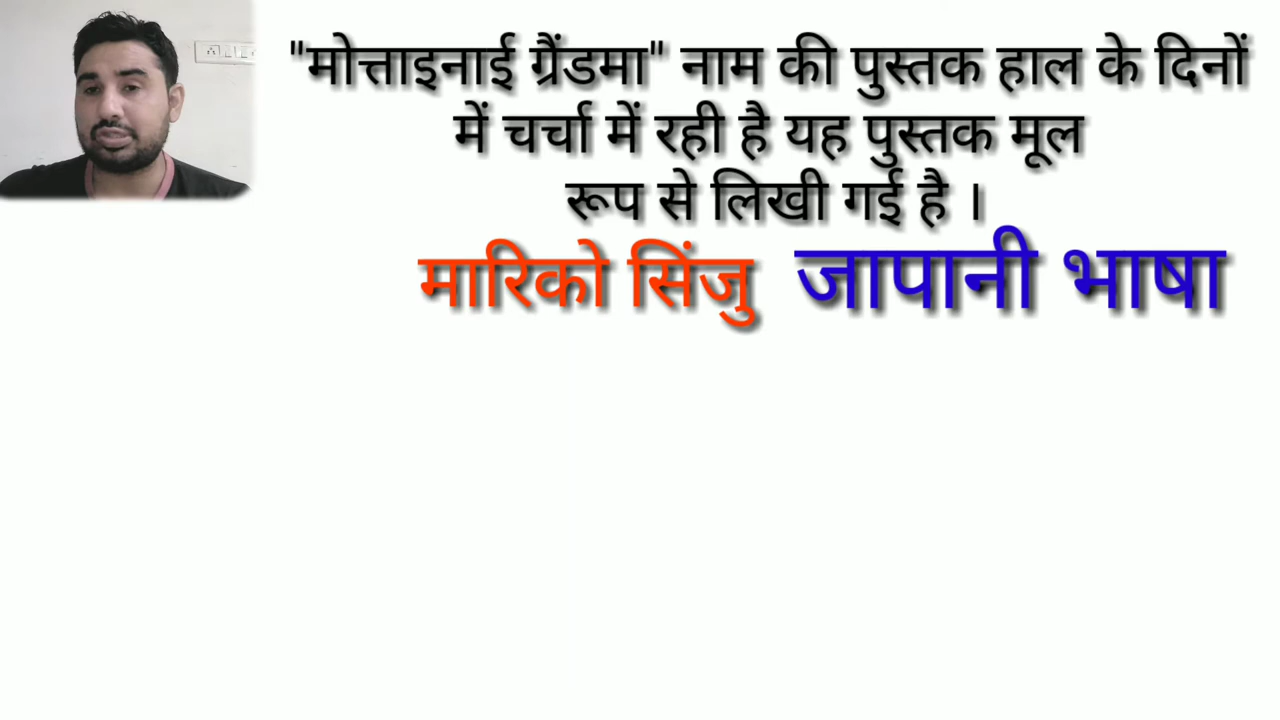 "मोत्ताइनाई ग्रैंडमा" नाम की पुस्तक हाल के दिनों
में चर्चा में रही है यह पुस्तक मूल
रूप से लिखी गई है ।
मारिको सिंजु जापानी भाषा